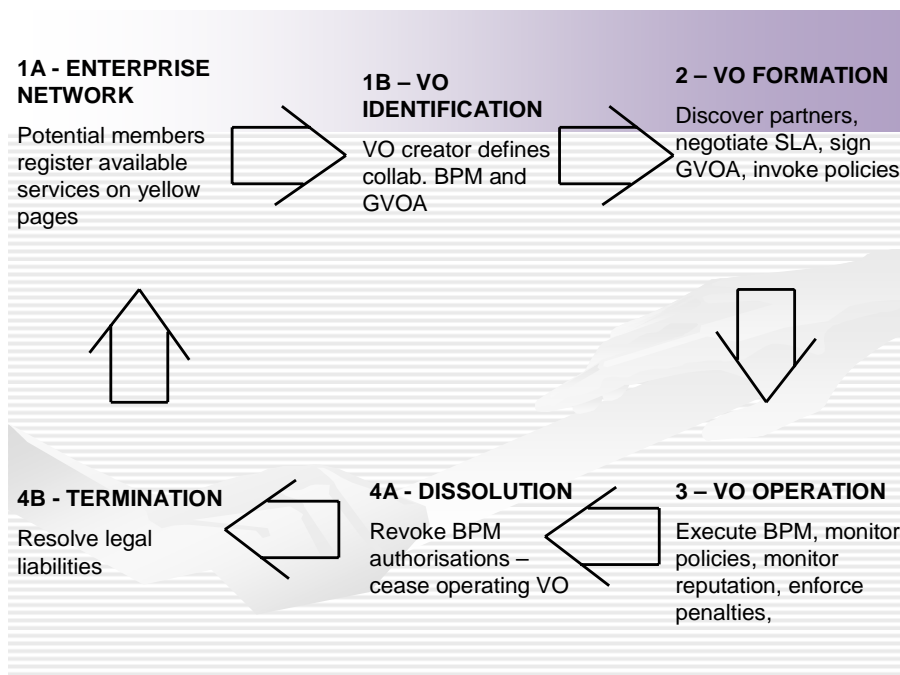 1A - ENTERPRISE
NETWORK
Potential members
register available
services on yellow
pages
1B – VO
IDENTIFICATION
VO creator defines
collab. BPM and
GVOA
2 – VO FORMATION
Discover partners,
negotiate SLA, sign
GVOA, invoke policies
3 – VO OPERATION
Execute BPM, monitor
policies, monitor
reputation, enforce
penalties,
4A - DISSOLUTION
Revoke BPM
authorisations –
cease operating VO
4B - TERMINATION
Resolve legal
liabilities